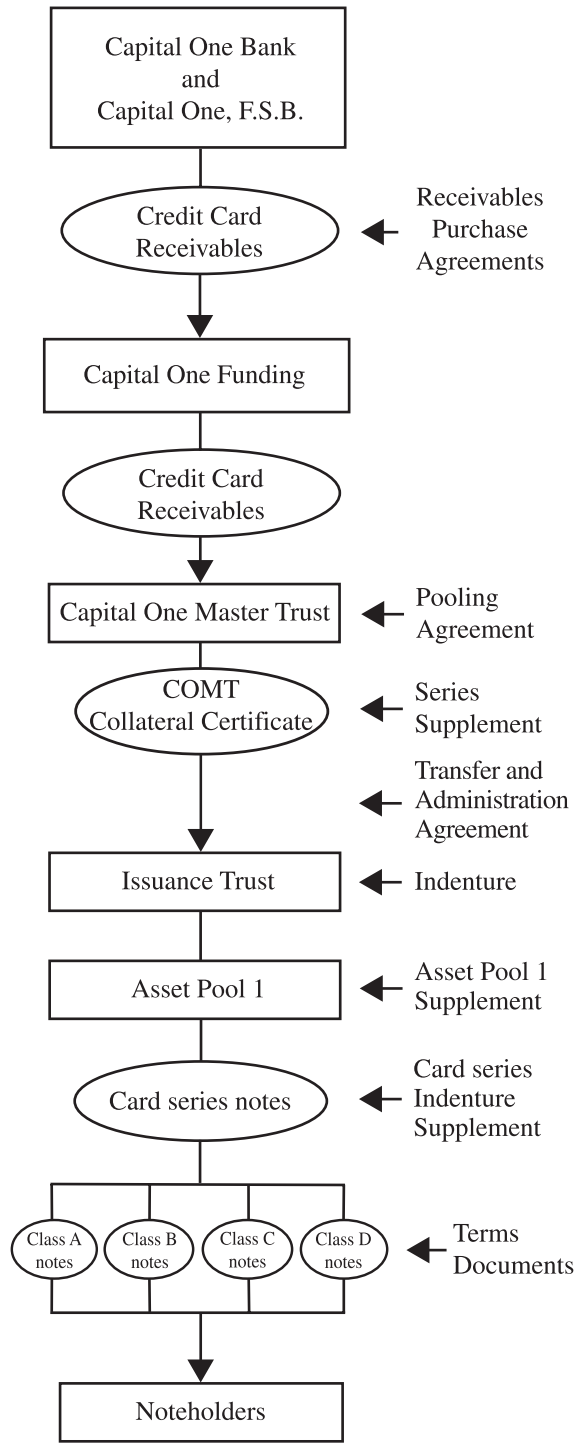 Capital One Bank
and
Capital One, F.S.B.
Credit Card
Receivables
Receivables
Purchase
Agreements
Capital One Funding
Credit Card
Receivables
Capital One Master Trust
Pooling
Agreement
COMT
Collateral Certificate
Series
Supplement
Transfer and
Administration
Agreement
Issuance Trust
Indenture
Asset Pool 1
Asset Pool 1
Supplement
Card series notes
Card series
Indenture
Supplement
Class A
notes
Class B
notes
Class C
notes
Class D
notes
Terms
Documents
Noteholders